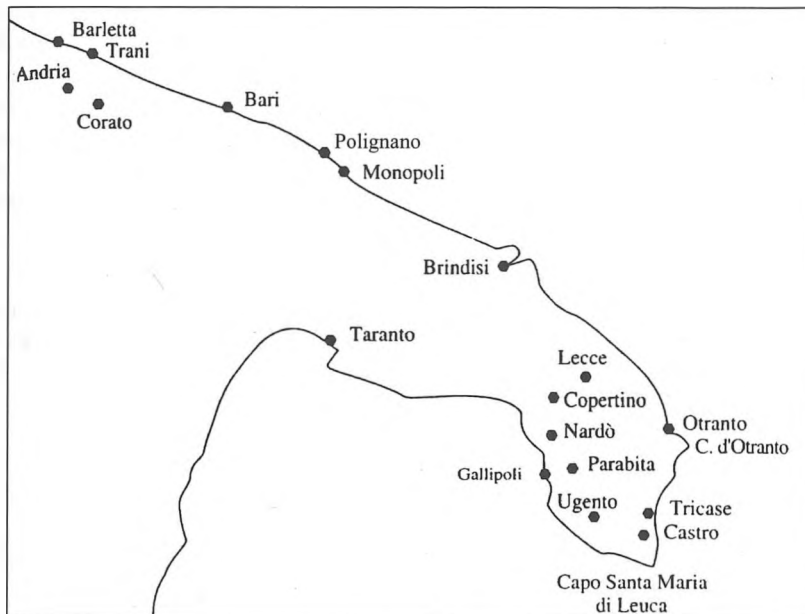 Barletta
Trani
Andria
Corato
Bari
Polignano
Monopoli
Brindisi
Taranto
Lecce
Copertino
Nardò
Otranto
C. d'Otranto
Gallipoli
Parabita
Ugento
Tricase
Castro
Capo Santa Maria
di Leuca